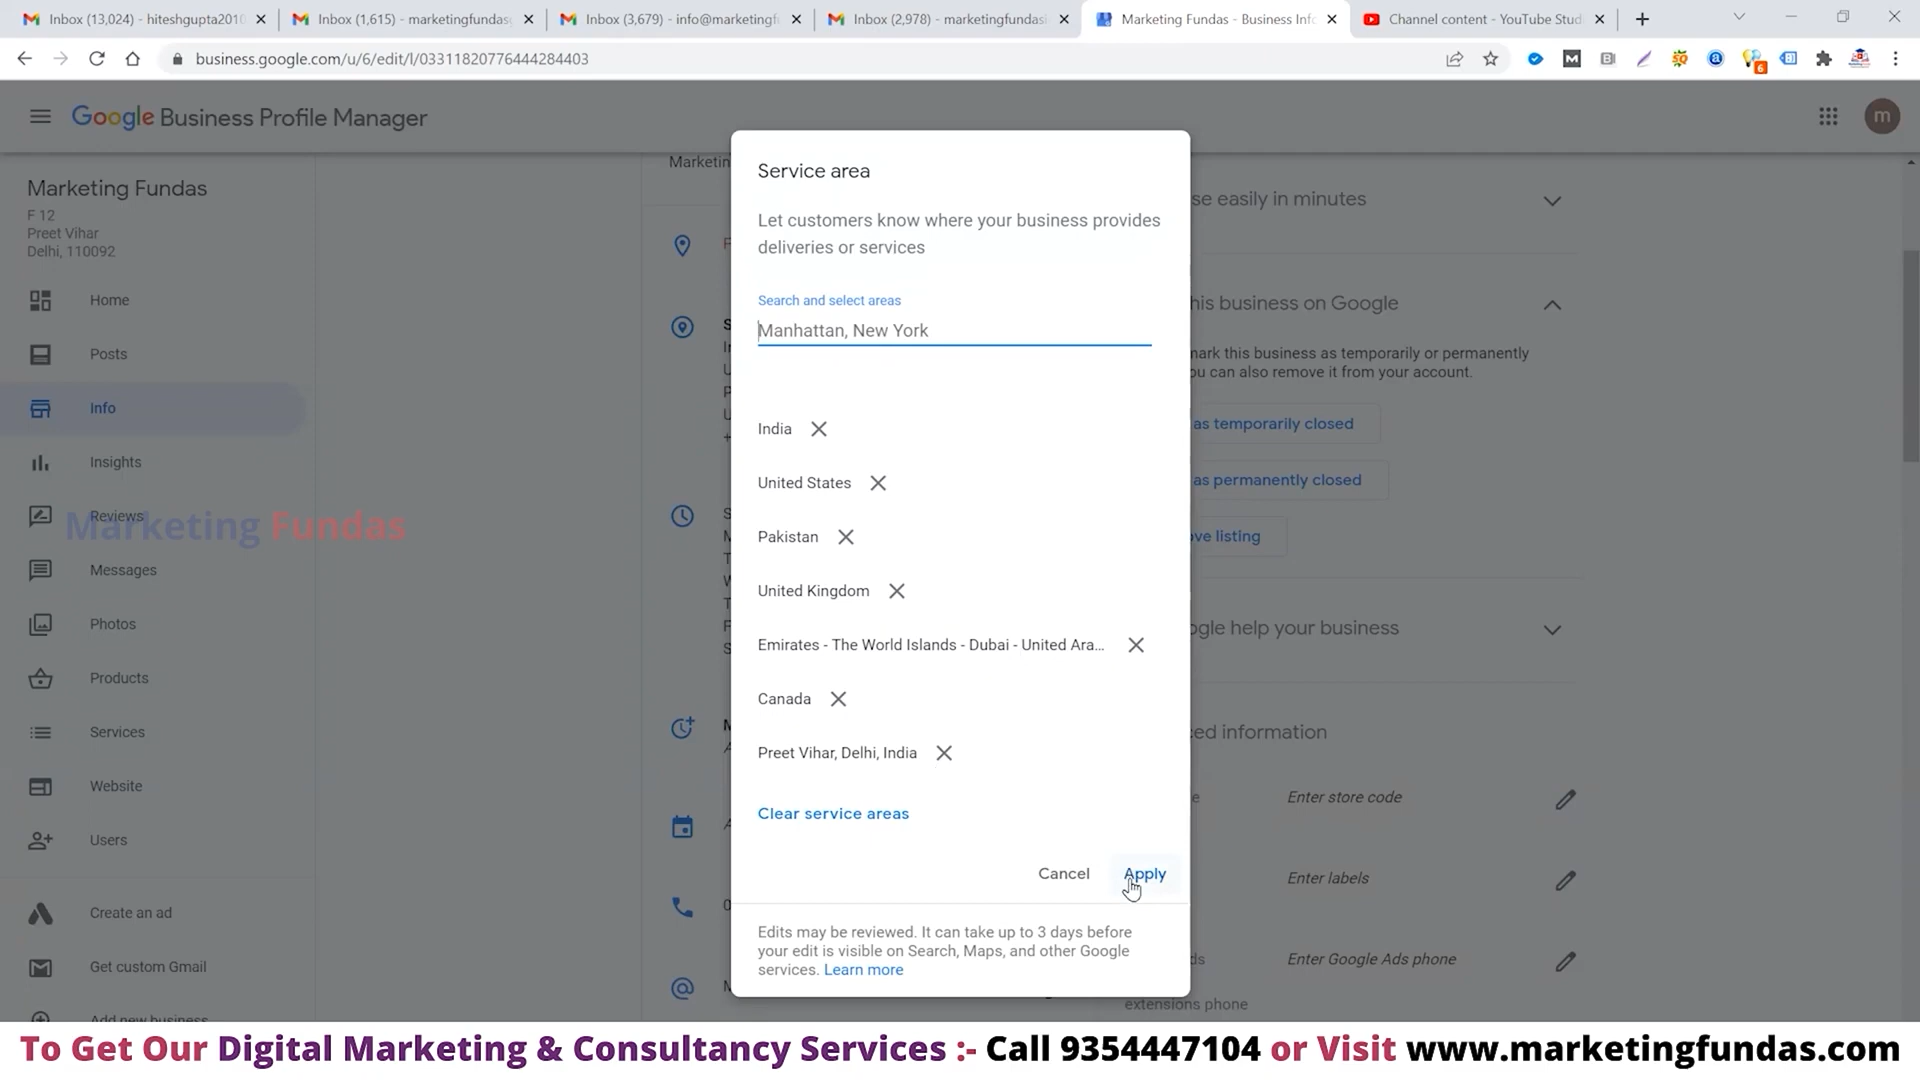 Inbox (13,024) - hiteshgupta2010
Inbox (1,615) - marketingfundas
Inbox (3,679) - info@marketingf
Inbox (2,978) - marketingfundas
Marketing Fundas - Business Info
Channel content - YouTube Studi
business.google.com/u/6/edit/l/03311820776444284403
6
Google Business Profile Manager
m
Marketing Fundas
F 12
Preet Vihar
Delhi, 110092
Home
Posts
Info
Insights
Reviews
Marketing Fundas
Messages
Photos
Products
Services
Website
Users
Create an ad
Get custom Gmail
Add new business
Marketin
Service area
Let customers know where your business provides
deliveries or services
Search and select areas
Manhattan, New York
India
United States
Pakistan
United Kingdom
Emirates - The World Islands - Dubai - United Ara...
Canada
Preet Vihar, Delhi, India
Clear service areas
Cancel
Apply
Edits may be reviewed. It can take up to 3 days before
your edit is visible on Search, Maps, and other Google
services. Learn more
se easily in minutes
his business on Google
mark this business as temporarily or permanently
ou can also remove it from your account.
as temporarily closed
as permanently closed
ve listing
gle help your business
ed information
Enter store code
Enter labels
ds
Enter Google Ads phone
extensions phone
To Get Our Digital Marketing & Consultancy Services :- Call 9354447104 or Visit www.marketingfundas.com